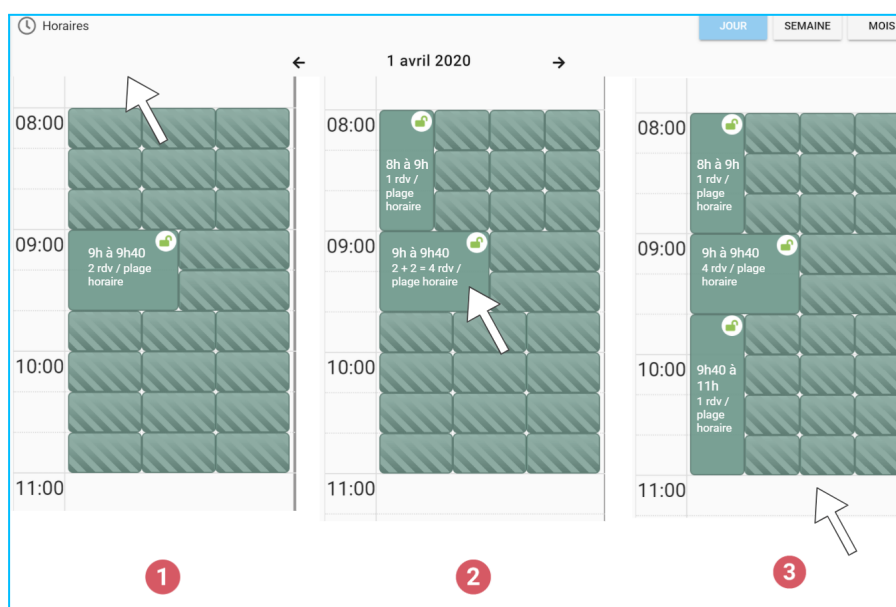 Horaires
JOUR
SEMAINE
MOIS
1 avril 2020
08:00
09:00
9h à 9h40
2 rdv / plage
horaire
10:00
11:00
1
08:00
8h à 9h
1 rdv /
plage
horaire
09:00
9h à 9h40
2 + 2 = 4 rdv /
plage horaire
10:00
11:00
2
08:00
8h à 9h
1 rdv /
plage
horaire
09:00
9h à 9h40
4 rdv / plage
horaire
10:00
9h40 à
11h
1 rdv /
plage
horaire
11:00
3